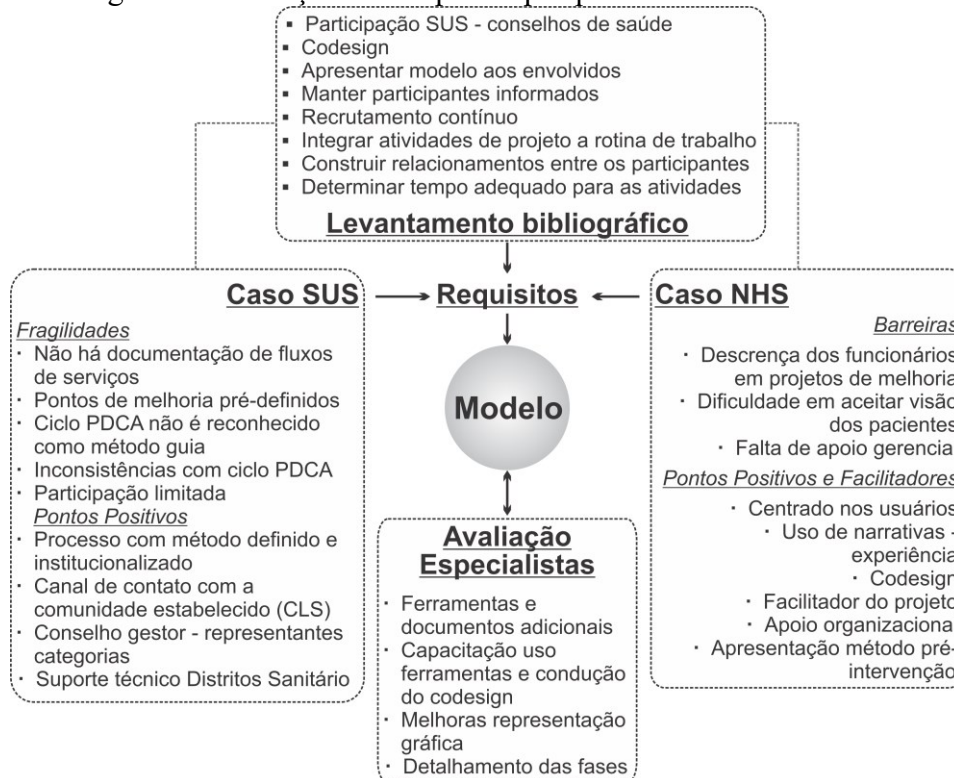 ▪ Participação SUS - conselhos de saúde
▪ Codesign
▪ Apresentar modelo aos envolvidos
▪ Manter participantes informados
▪ Recrutamento contínuo
▪ Integrar atividades de projeto a rotina de trabalho
▪ Construir relacionamentos entre os participantes
▪ Determinar tempo adequado para as atividades
Levantamento bibliográfico
Caso SUS
Fragilidades
· Não há documentação de fluxos
de serviços
· Pontos de melhoria pré-definidos
· Ciclo PDCA não é reconhecido
como método guia
· Inconsistências com ciclo PDCA
· Participação limitada
Pontos Positivos
· Processo com método definido e
institucionalizado
· Canal de contato com a
comunidade estabelecido (CLS)
· Conselho gestor - representantes
categorias
· Suporte técnico Distritos Sanitário
Requisitos
Modelo
Avaliação
Especialistas
· Ferramentas e
documentos adicionais
· Capacitação uso
ferramentas e condução
do codesign
· Melhoras representação
gráfica
· Detalhamento das fases
Caso NHS
Barreiras
· Descrença dos funcionários
em projetos de melhoria
· Dificuldade em aceitar visão
dos pacientes
· Falta de apoio gerencia
Pontos Positivos e Facilitadores
· Centrado nos usuários
· Uso de narrativas -
experiência
· Codesign
· Facilitador do projeto
· Apoio organizaciona
· Apresentação método pré-
intervenção